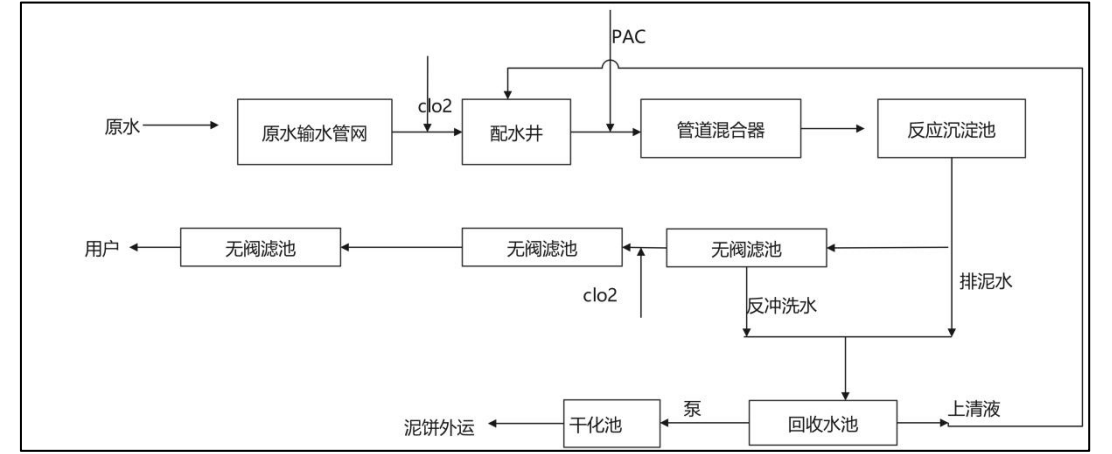 PAC
clo2
原水
原水输水管网
配水井
管道混合器
反应沉淀池
用户
无阀滤池
无阀滤池
无阀滤池
clo2
反冲洗水
排泥水
泥饼外运
干化池
泵
回收水池
上清液